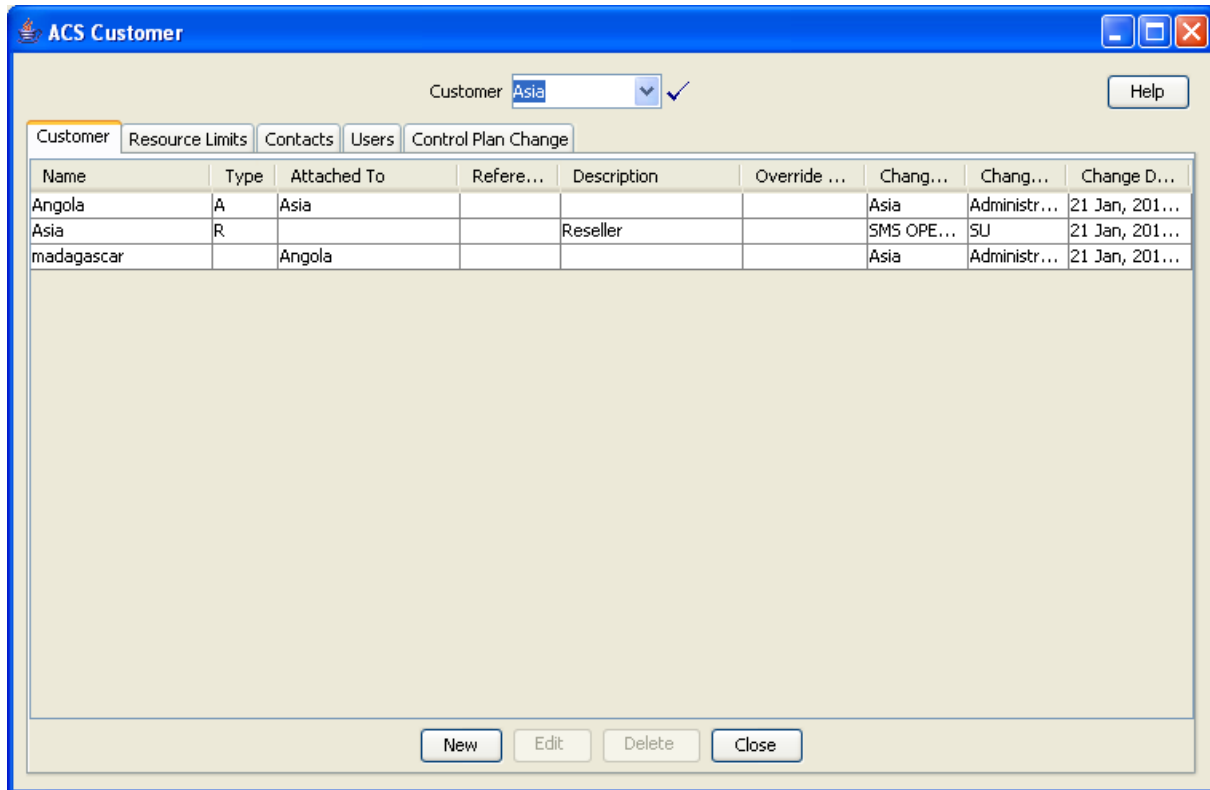 ACS Customer
Customer Asia
Help
Customer Resource Limits Contacts Users Control Plan Change
Name Type Attached To Refere... Description Override ... Chang... Chang... Change D...
Angola A Asia Asia Administr... 21 Jan, 201...
Asia R Reseller SMS OPE... SU 21 Jan, 201...
madagascar Angola Asia Administr... 21 Jan, 201...
New Edit Delete Close